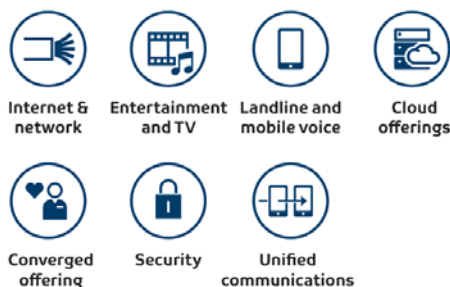 Internet &
network
Entertainment
and TV
Landline and
mobile voice
Cloud
offerings
Converged
offering
Security
Unified
communications